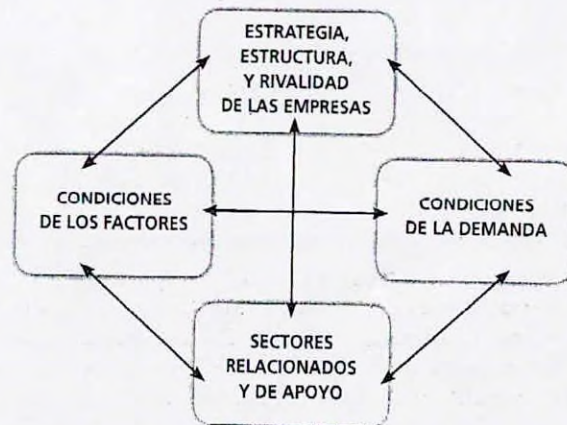 ESTRATEGIA,
ESTRUCTURA,
Y RIVALIDAD
DE LAS EMPRESAS
CONDICIONES
DE LOS FACTORES
CONDICIONES
DE LA DEMANDA
SECTORES
RELACIONADOS
Y DE APOYO